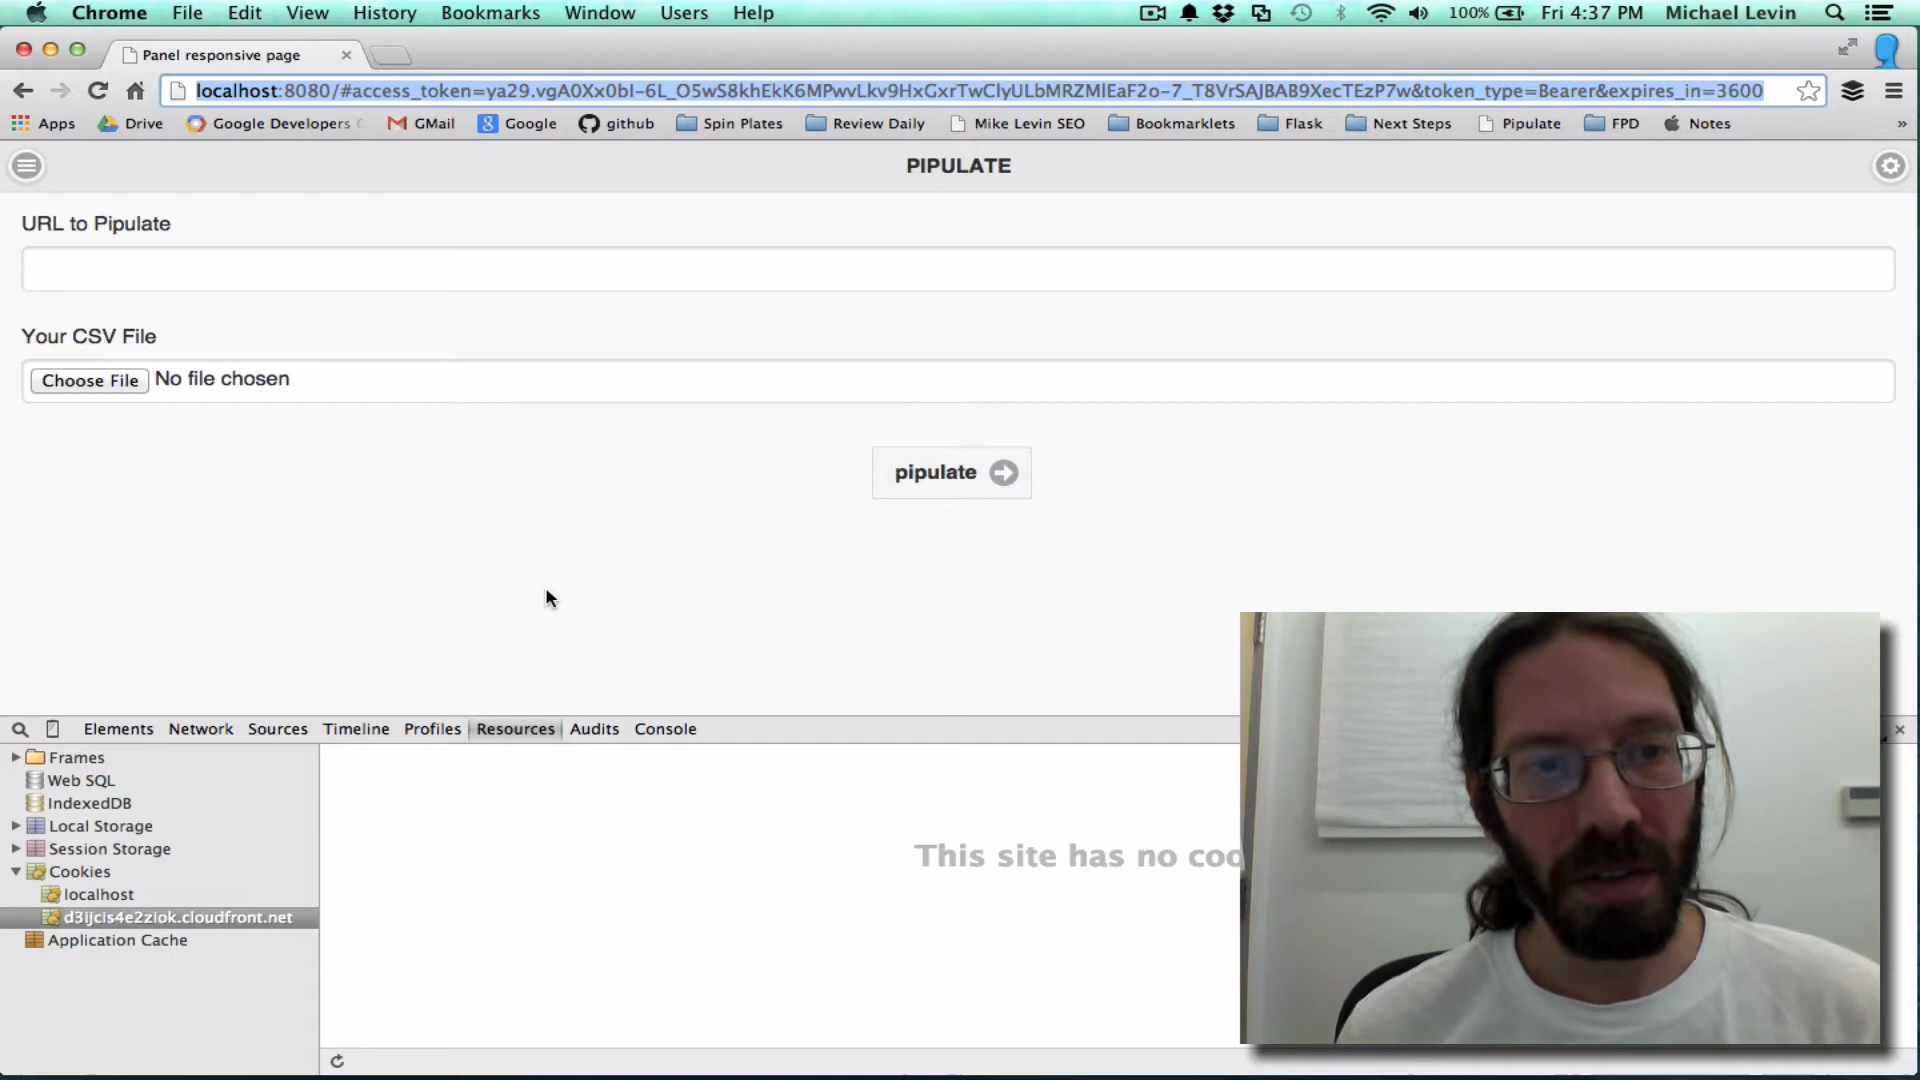 Chrome File Edit View History Bookmarks Window Users Help 100% Fri 4:37 PM Michael Levin
Panel responsive page
localhost:8080/#access_token=ya29.vgA0Xx0bI-6L_O5wS8khEkK6MPwvLkv9HxGxrTwClyULbMRZMlEaF2o-7_T8VrSAJBAB9XecTEzP7w&token_type=Bearer&expires_in=3600
Apps Drive Google Developers GMail Google github Spin Plates Review Daily Mike Levin SEO Bookmarklets Flask Next Steps Pipulate FPD Notes »
PIPULATE
URL to Pipulate
Your CSV File
Choose File No file chosen
pipulate
Elements Network Sources Timeline Profiles Resources Audits Console
Frames
Web SQL
IndexedDB
Local Storage
Session Storage
This site has no coo
Cookies
localhost
d3ijcis4e2ziok.cloudfront.net
Application Cache